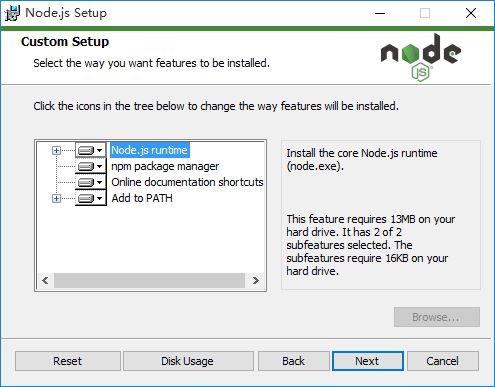 Node.js Setup
Custom Setup
Select the way you want features to be installed.
node
JS
Click the icons in the tree below to change the way features will be installed.
Node.js runtime
npm package manager
Online documentation shortcuts
Add to PATH
Install the core Node.js runtime
(node.exe).
This feature requires 13MB on your
hard drive. It has 2 of 2
subfeatures selected. The
subfeatures require 16KB on your
hard drive.
Browse...
Reset
Disk Usage
Back
Next
Cancel